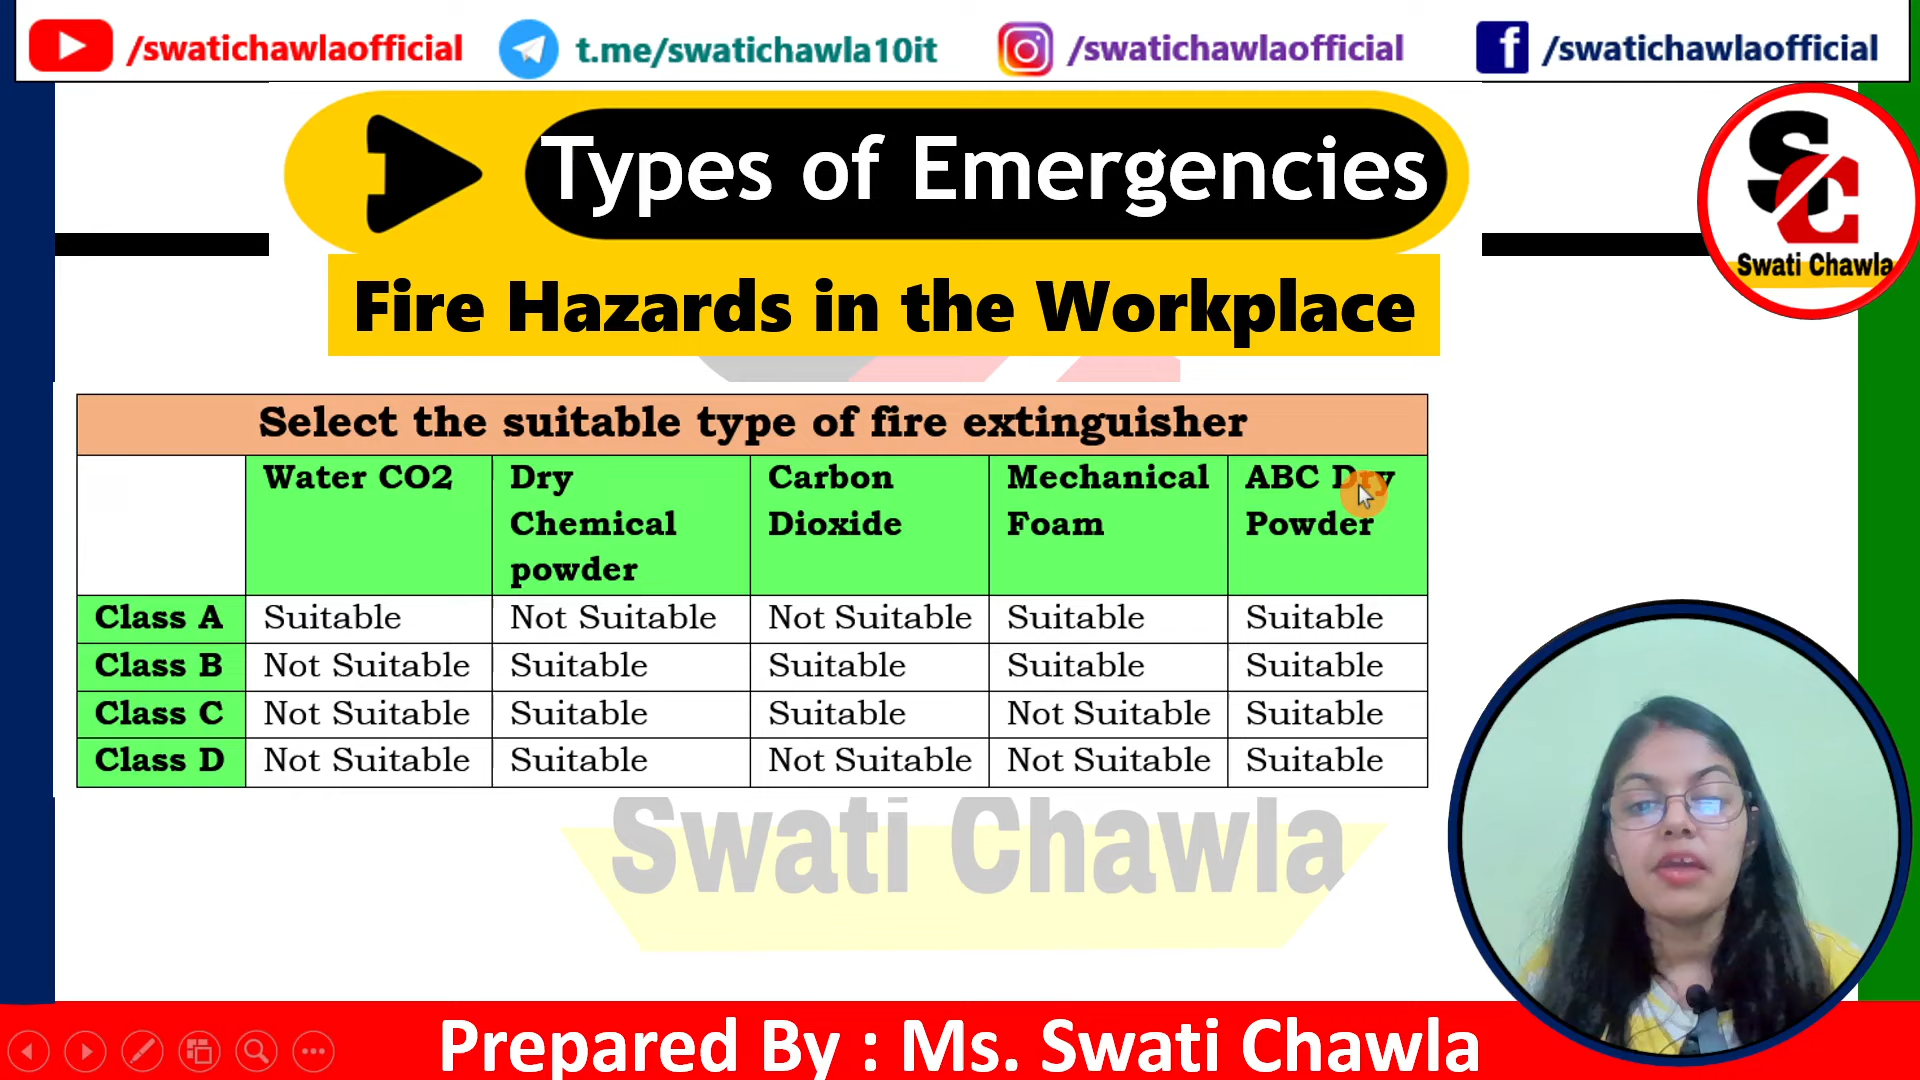 /swatichawlaofficial t.me/swatichawla10it /swatichawlaofficial /swatichawlaofficial
Types of Emergencies
SC
Swati Chawla
Fire Hazards in the Workplace
Select the suitable type of fire extinguisher
Water CO2 Dry Chemical powder Carbon Dioxide Mechanical Foam ABC Dry Powder
Class A Suitable Not Suitable Not Suitable Suitable Suitable
Class B Not Suitable Suitable Suitable Suitable Suitable
Class C Not Suitable Suitable Suitable Not Suitable Suitable
Class D Not Suitable Suitable Not Suitable Not Suitable Suitable
Swati Chawla
Prepared By : Ms. Swati Chawla